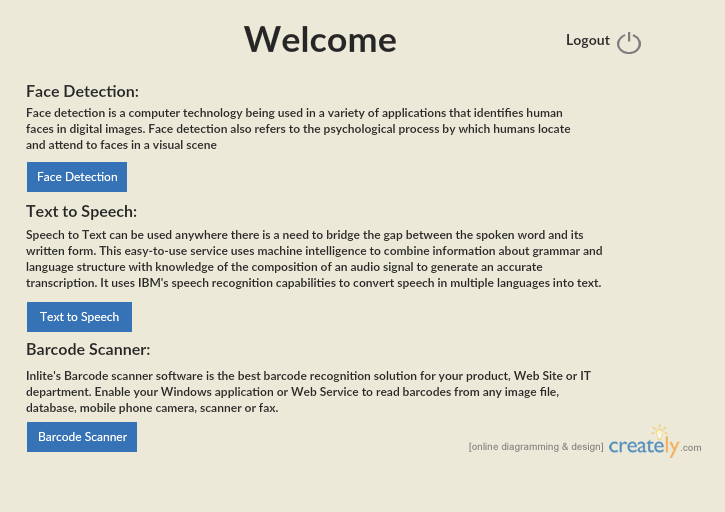 Welcome
Logout
Face Detection:
Face detection is a computer technology being used in a variety of applications that identifies human
faces in digital images. Face detection also refers to the psychological process by which humans locate
and attend to faces in a visual scene
Face Detection
Text to Speech:
Speech to Text can be used anywhere there is a need to bridge the gap between the spoken word and its
written form. This easy-to-use service uses machine intelligence to combine information about grammar and
language structure with knowledge of the composition of an audio signal to generate an accurate
transcription. It uses IBM's speech recognition capabilities to convert speech in multiple languages into text.
Text to Speech
Barcode Scanner:
Inlite's Barcode scanner software is the best barcode recognition solution for your product, Web Site or IT
department. Enable your Windows application or Web Service to read barcodes from any image file,
database, mobile phone camera, scanner or fax.
Barcode Scanner
[online diagramming & design] creately.com